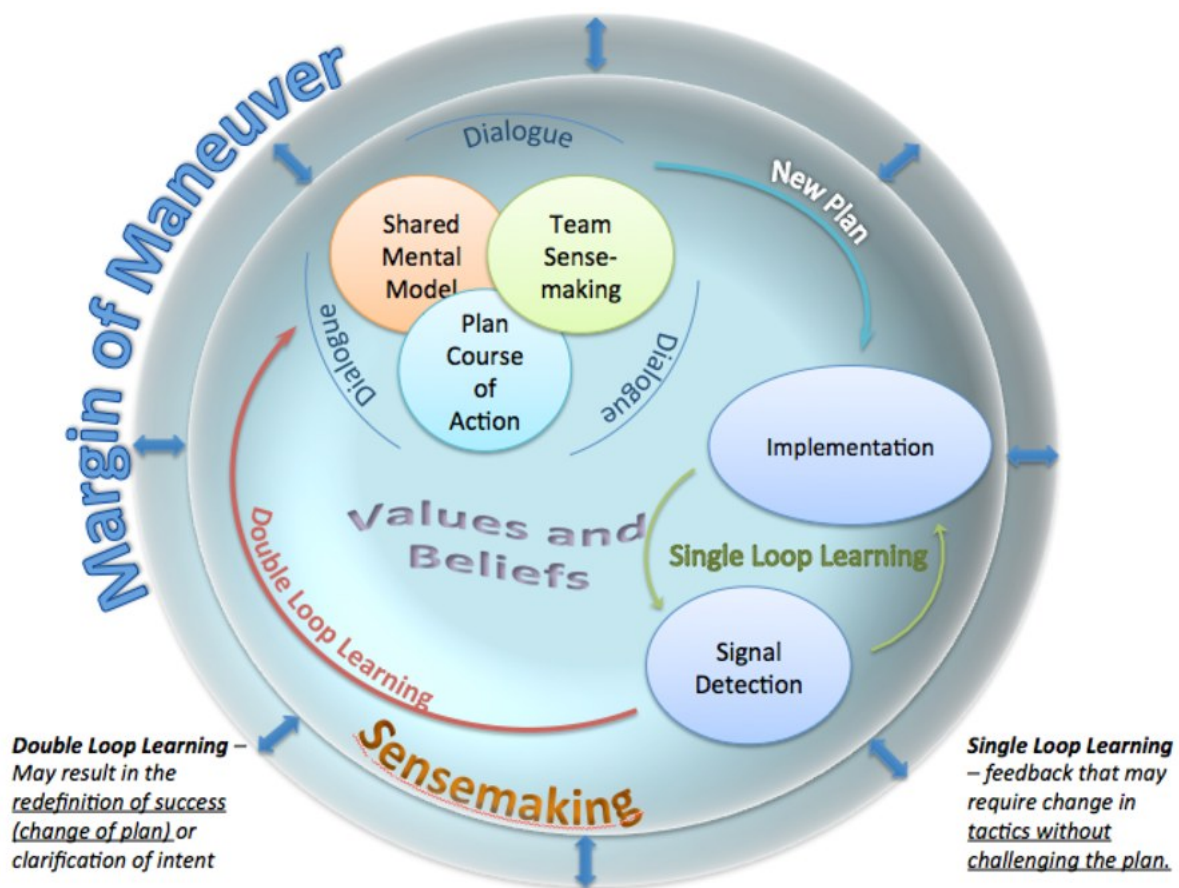 Margin of Maneuver
Dialogue
New Plan
Shared
Mental
Model
Team
Sense-
making
Plan
Course
of
Action
Dialogue
Dialogue
Implementation
Values and
Beliefs
Single Loop Learning
Double Loop Learning
Signal
Detection
Sensemaking
Double Loop Learning –
May result in the
redefinition of success
(change of plan) or
clarification of intent
Single Loop Learning
– feedback that may
require change in
tactics without
challenging the plan.